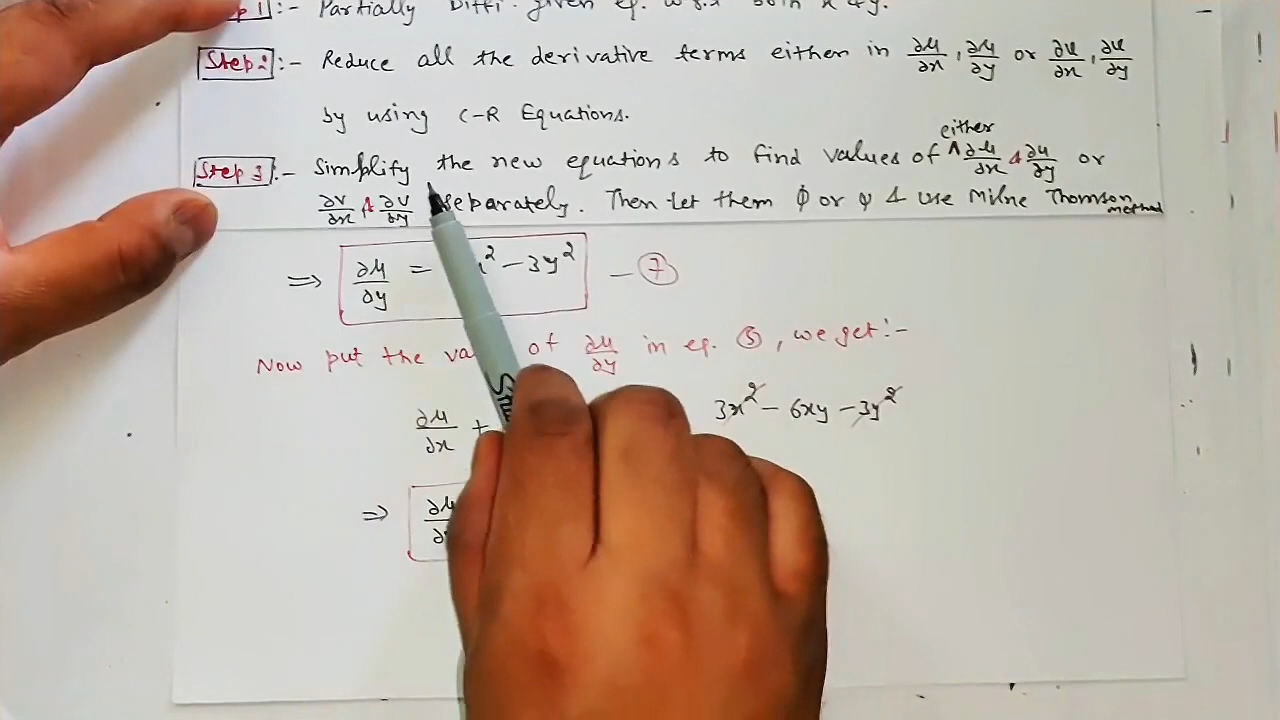 :- Partially Diffi. given eq. w.r.t both x & y.
Step 2 :- Reduce all the derivative terms either in ∂u/∂x, ∂u/∂y or ∂v/∂x, ∂v/∂y
by using C-R Equations.
either
Step 3 :- Simplify the new equations to find values of ^ ∂u/∂x & ∂u/∂y or
∂v/∂x & ∂v/∂y separately. Then let them ϕ or ψ & use Milne Thomson
method
⇒ ∂u/∂y = ² - 3y² - ⑦
Now put the of ∂u/∂y in eq. ⑤, we get:-
∂u/∂x + 3x² - 6xy - 3y²
⇒